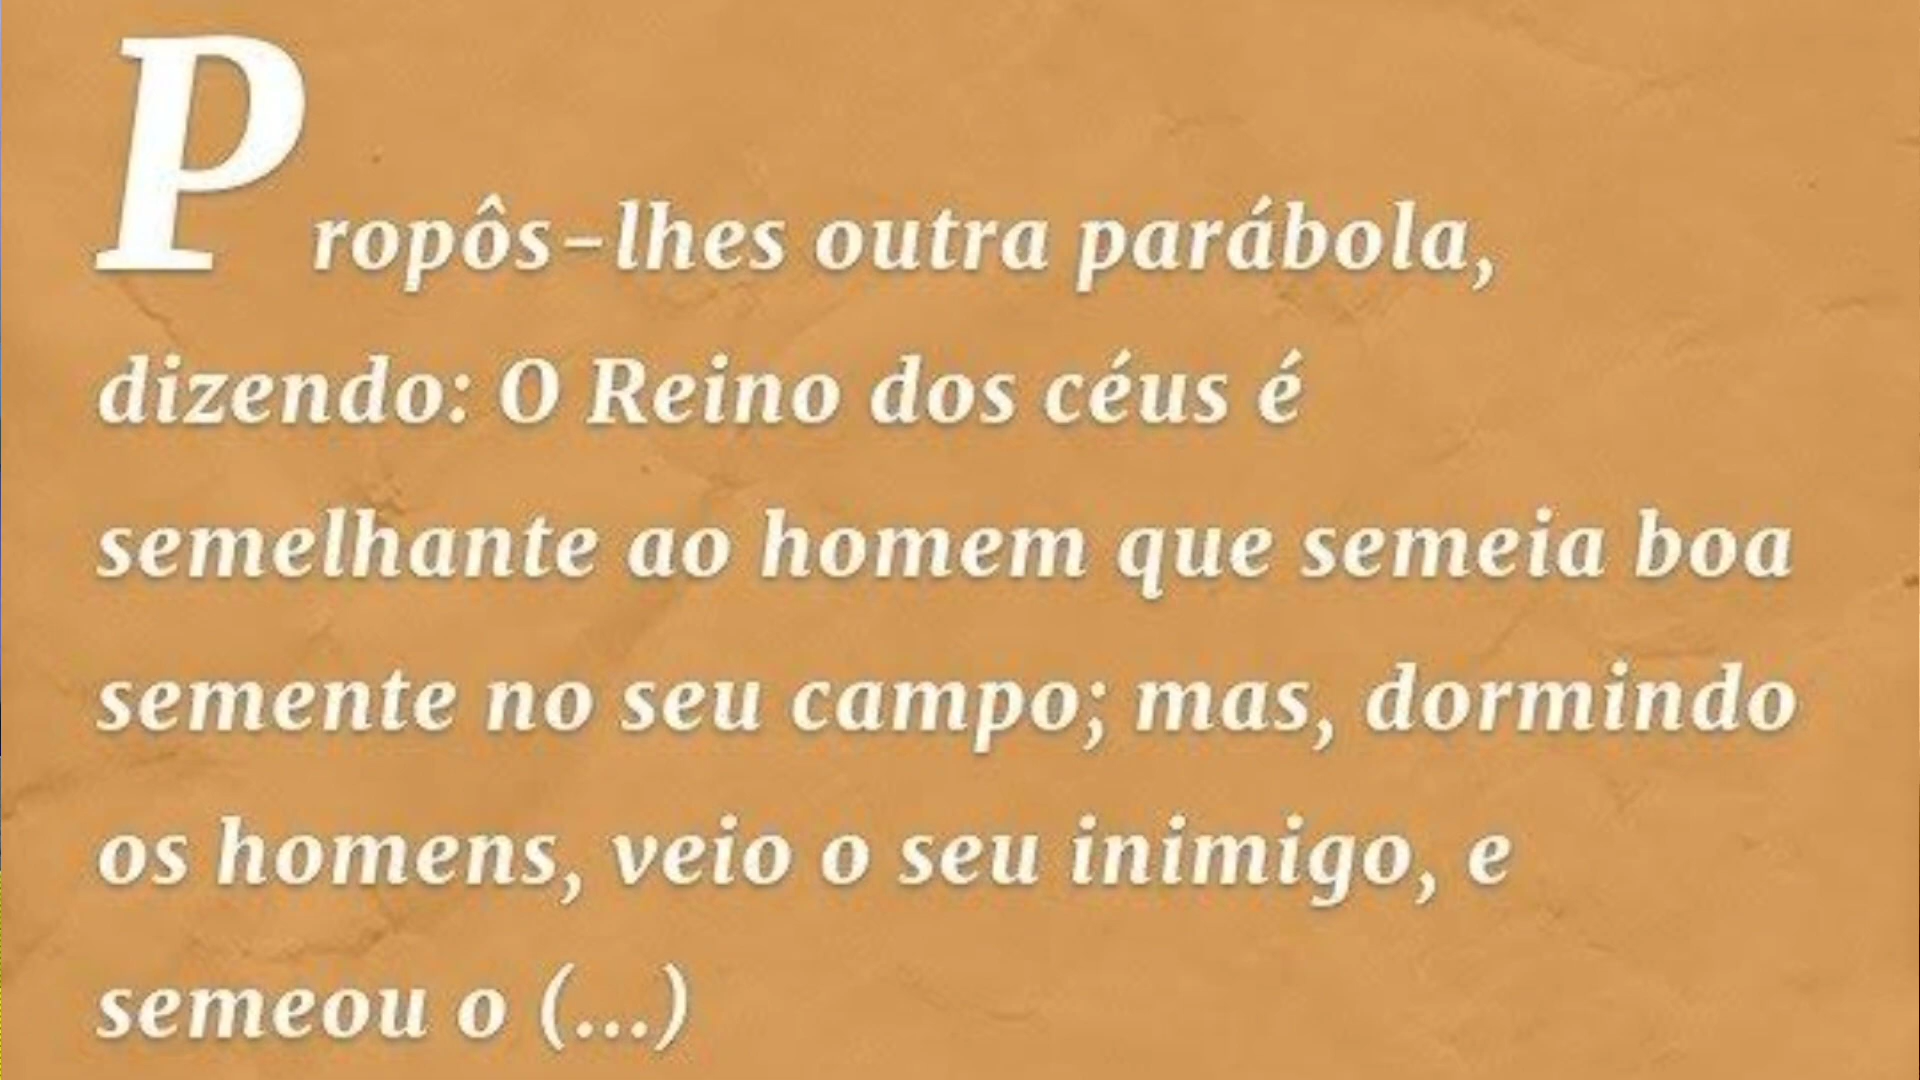 Propôs-lhes outra parábola,
dizendo: O Reino dos céus é
semelhante ao homem que semeia boa
semente no seu campo; mas, dormindo
os homens, veio o seu inimigo, e
semeou o (...)